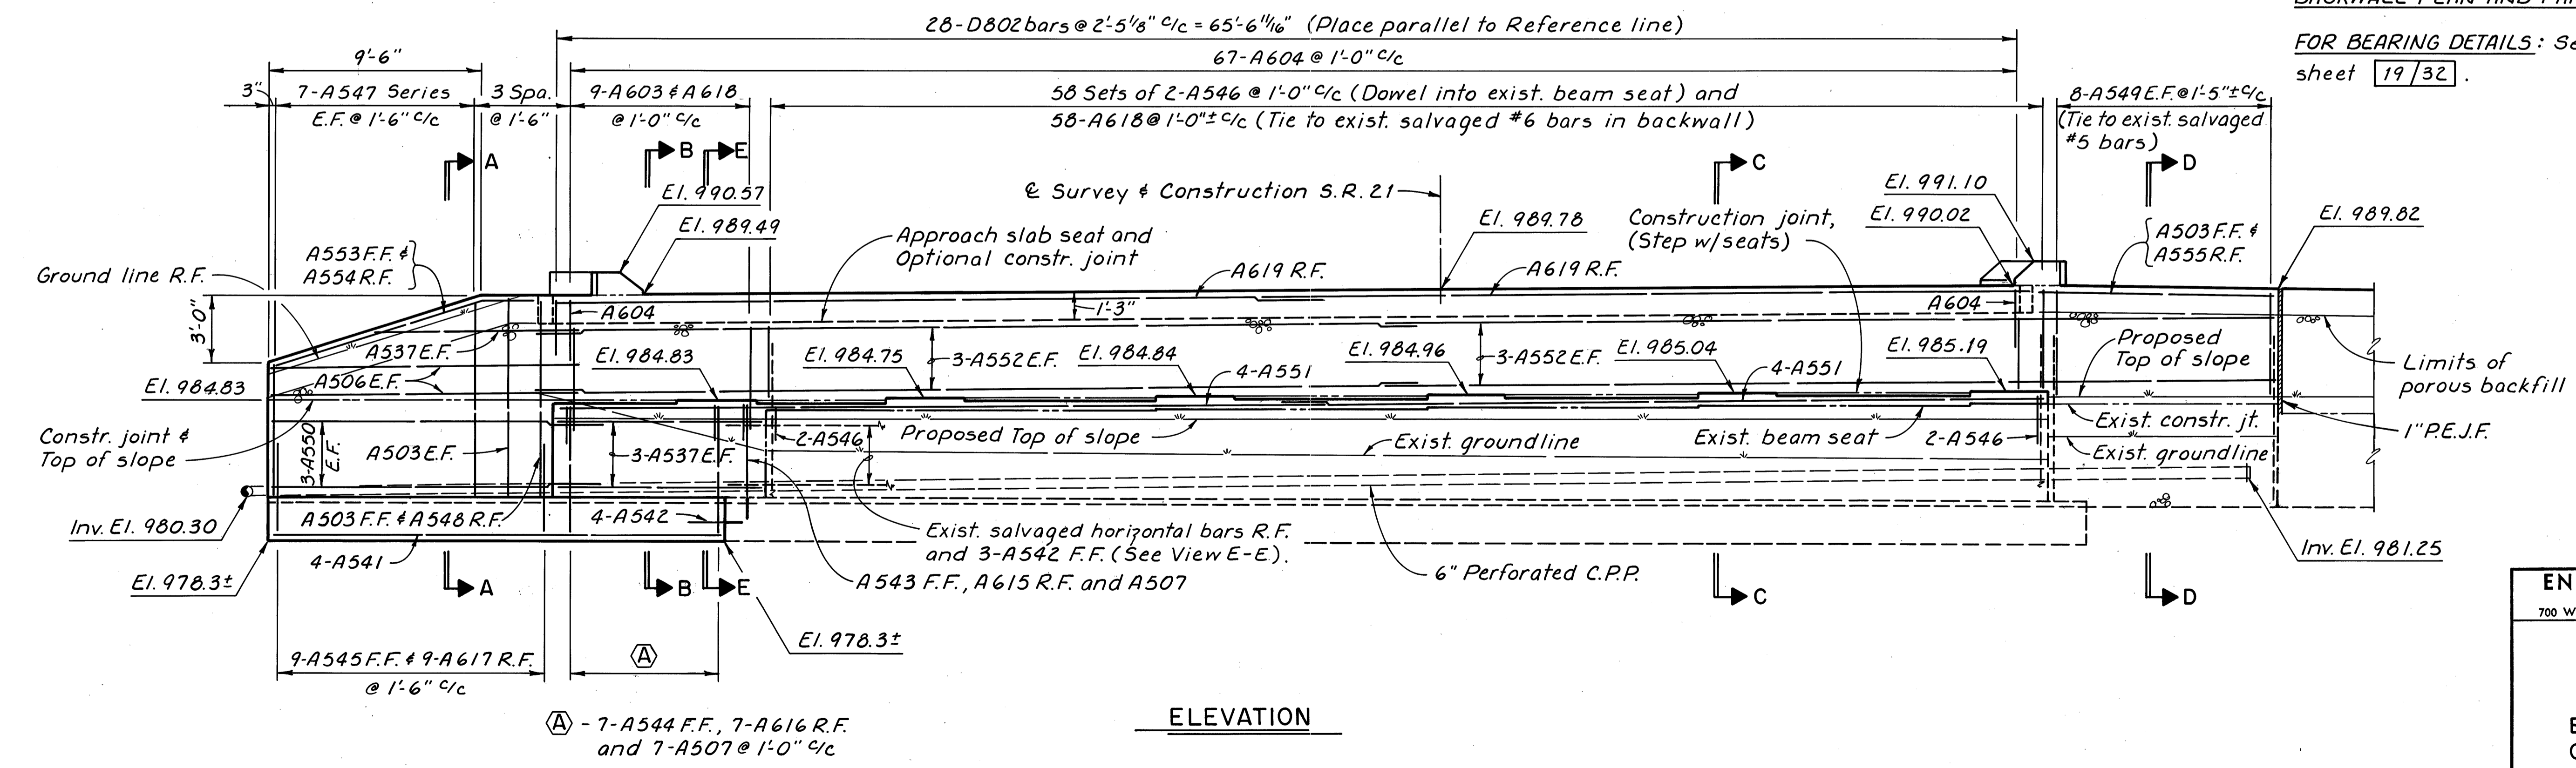 28-D802 bars @ 2'-5 1/8" c/c = 65'-6 11/16" (Place parallel to Reference line)
67-A604 @ 1'-0" c/c
9'-6"
3"
7-A547 Series
E.F. @ 1'-6" c/c
3 Spa.
@ 1'-6"
9-A603 & A618
@ 1'-0" c/c
58 Sets of 2-A546 @ 1'-0" c/c (Dowel into exist. beam seat) and
58-A618 @ 1'-0"± c/c (Tie to exist. salvaged #6 bars in backwall)
8-A549 E.F. @ 1'-5"± c/c
(Tie to exist. salvaged
#5 bars)
FOR BEARING DETAILS:
sheet 19/32.
A
B
E
C
D
El. 990.57
El. 989.49
℄ Survey & Construction S.R. 21
El. 989.78
Construction joint,
(Step w/seats)
El. 991.10
El. 990.02
A503 F.F. &
A555 R.F.
El. 989.82
Ground line R.F.
A553 F.F. &
A554 R.F.
Approach slab seat and
Optional constr. joint
A619 R.F.
A619 R.F.
3'-0"
A604
1'-3"
A604
A537 E.F.
A506 E.F.
El. 984.83
El. 984.83
El. 984.75
3-A552 E.F.
El. 984.84
El. 984.96
3-A552 E.F.
El. 985.04
El. 985.19
4-A551
4-A551
Proposed
Top of slope
Limits of
porous backfill
Constr. joint &
Top of slope
3-A550
E.F.
A503 E.F.
3-A537 E.F.
2-A546
Proposed Top of slope
Exist. groundline
Exist. beam seat
2-A546
Exist. constr. jt.
Exist. groundline
1" P.E.J.F.
Inv. El. 980.30
A503 F.F. & A548 R.F.
4-A542
4-A541
Exist. salvaged horizontal bars R.F.
and 3-A542 F.F. (See View E-E).
A543 F.F., A615 R.F. and A507
6" Perforated C.P.P.
Inv. El. 981.25
El. 978.3±
A
B
E
C
D
El. 978.3±
9-A545 F.F. & 9-A617 R.F.
@ 1'-6" c/c
A
A - 7-A544 F.F., 7-A616 R.F.
and 7-A507 @ 1'-0" c/c
ELEVATION
EN
700 W